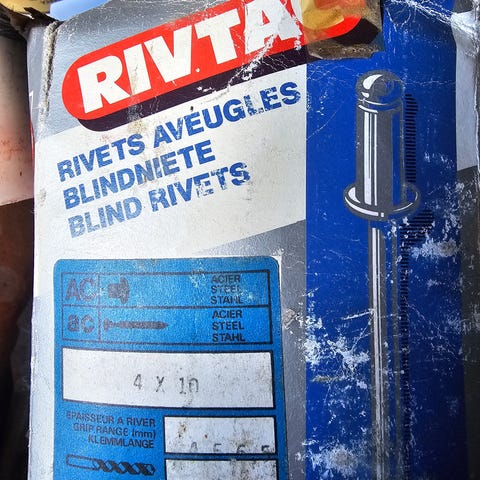 RIVTA
RIVETS AVEUGLES
BLINDNIETE
BLIND RIVETS
AC
ACIER
STEEL
STAHL
ac
ACIER
STEEL
STAHL
4 X 10
EPAISSEUR A RIVER
GRIP RANGE (mm)
KLEMMLANGE